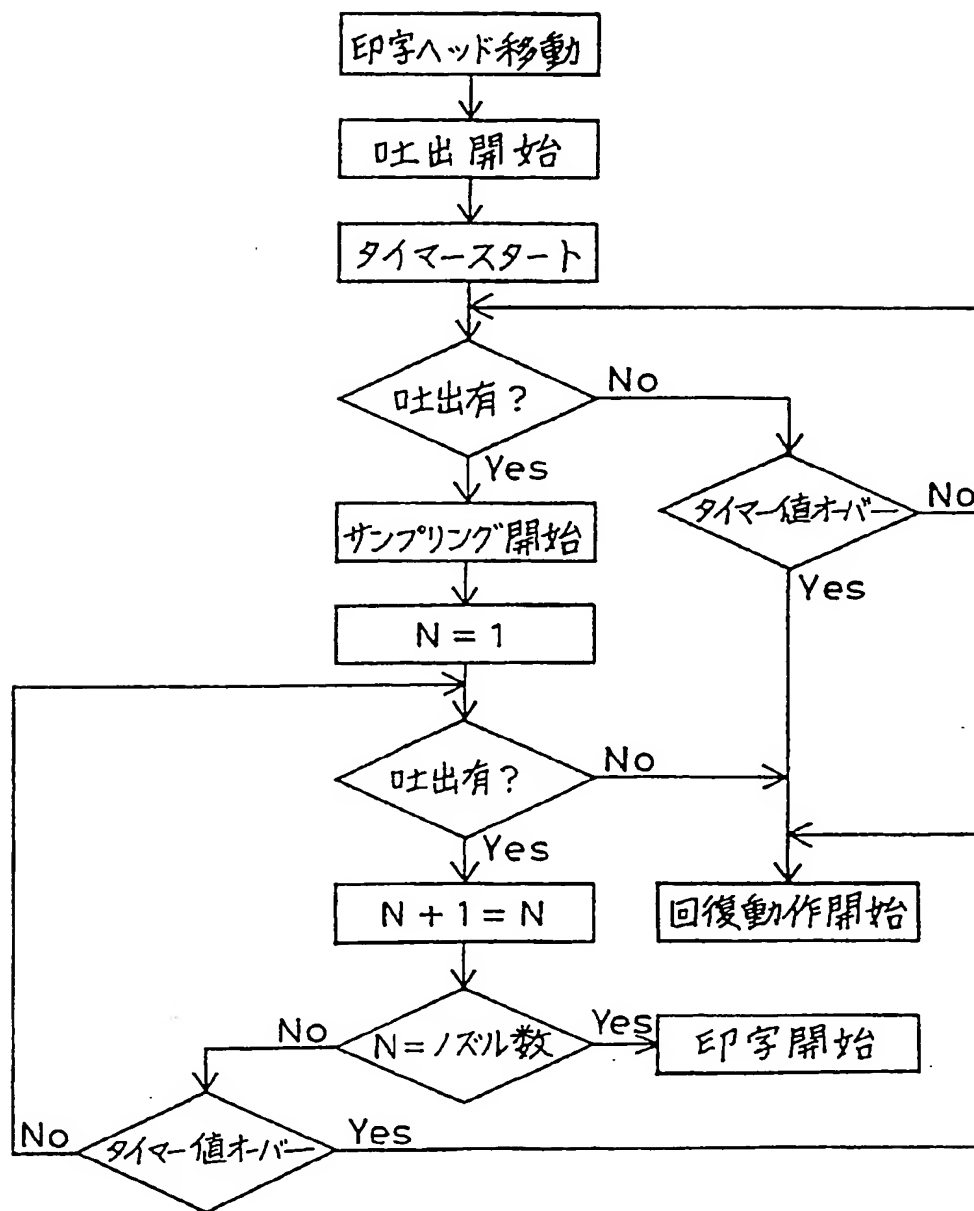 印字ヘッド移動
吐出開始
タイマースタート
吐出有?
No
Yes
タイマー値オーバー
No
Yes
サンプリング開始
N = 1
吐出有?
No
Yes
N + 1 = N
回復動作開始
N=ノズル数
No
Yes
印字開始
タイマー値オーバー
No
Yes